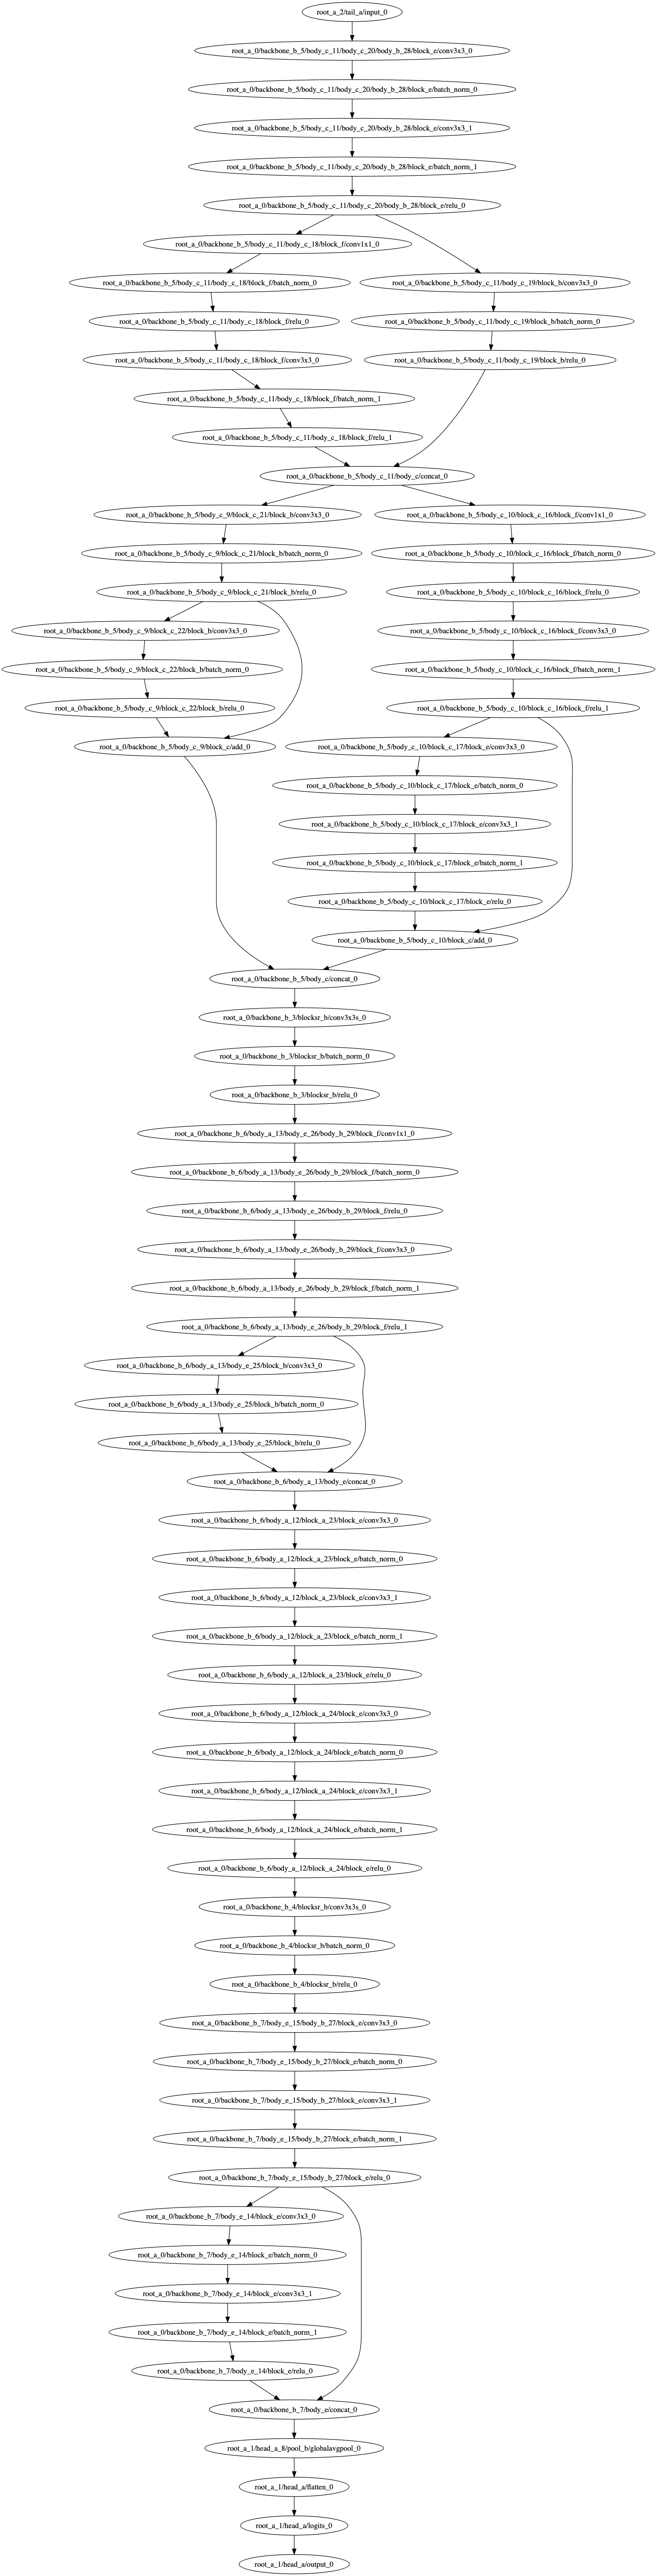 root_a_2/tail_a/input_0
root_a_0/backbone_b_5/body_c_11/body_c_20/body_b_28/block_e/conv3x3_0
root_a_0/backbone_b_5/body_c_11/body_c_20/body_b_28/block_e/batch_norm_0
root_a_0/backbone_b_5/body_c_11/body_c_20/body_b_28/block_e/conv3x3_1
root_a_0/backbone_b_5/body_c_11/body_c_20/body_b_28/block_e/batch_norm_1
root_a_0/backbone_b_5/body_c_11/body_c_20/body_b_28/block_e/relu_0
root_a_0/backbone_b_5/body_c_11/body_c_18/block_f/conv1x1_0
root_a_0/backbone_b_5/body_c_11/body_c_18/block_f/batch_norm_0
root_a_0/backbone_b_5/body_c_11/body_c_19/block_b/conv3x3_0
root_a_0/backbone_b_5/body_c_11/body_c_18/block_f/relu_0
root_a_0/backbone_b_5/body_c_11/body_c_19/block_b/batch_norm_0
root_a_0/backbone_b_5/body_c_11/body_c_18/block_f/conv3x3_0
root_a_0/backbone_b_5/body_c_11/body_c_19/block_b/relu_0
root_a_0/backbone_b_5/body_c_11/body_c_18/block_f/batch_norm_1
root_a_0/backbone_b_5/body_c_11/body_c_18/block_f/relu_1
root_a_0/backbone_b_5/body_c_11/body_c/concat_0
root_a_0/backbone_b_5/body_c_9/block_c_21/block_b/conv3x3_0
root_a_0/backbone_b_5/body_c_10/block_c_16/block_f/conv1x1_0
root_a_0/backbone_b_5/body_c_9/block_c_21/block_b/batch_norm_0
root_a_0/backbone_b_5/body_c_10/block_c_16/block_f/batch_norm_0
root_a_0/backbone_b_5/body_c_9/block_c_21/block_b/relu_0
root_a_0/backbone_b_5/body_c_10/block_c_16/block_f/relu_0
root_a_0/backbone_b_5/body_c_9/block_c_22/block_b/conv3x3_0
root_a_0/backbone_b_5/body_c_10/block_c_16/block_f/conv3x3_0
root_a_0/backbone_b_5/body_c_9/block_c_22/block_b/batch_norm_0
root_a_0/backbone_b_5/body_c_10/block_c_16/block_f/batch_norm_1
root_a_0/backbone_b_5/body_c_9/block_c_22/block_b/relu_0
root_a_0/backbone_b_5/body_c_10/block_c_16/block_f/relu_1
root_a_0/backbone_b_5/body_c_9/block_c/add_0
root_a_0/backbone_b_5/body_c_10/block_c_17/block_e/conv3x3_0
root_a_0/backbone_b_5/body_c_10/block_c_17/block_e/batch_norm_0
root_a_0/backbone_b_5/body_c_10/block_c_17/block_e/conv3x3_1
root_a_0/backbone_b_5/body_c_10/block_c_17/block_e/batch_norm_1
root_a_0/backbone_b_5/body_c_10/block_c_17/block_e/relu_0
root_a_0/backbone_b_5/body_c_10/block_c/add_0
root_a_0/backbone_b_5/body_c/concat_0
root_a_0/backbone_b_3/blocksr_b/conv3x3s_0
root_a_0/backbone_b_3/blocksr_b/batch_norm_0
root_a_0/backbone_b_3/blocksr_b/relu_0
root_a_0/backbone_b_6/body_a_13/body_e_26/body_b_29/block_f/conv1x1_0
root_a_0/backbone_b_6/body_a_13/body_e_26/body_b_29/block_f/batch_norm_0
root_a_0/backbone_b_6/body_a_13/body_e_26/body_b_29/block_f/relu_0
root_a_0/backbone_b_6/body_a_13/body_e_26/body_b_29/block_f/conv3x3_0
root_a_0/backbone_b_6/body_a_13/body_e_26/body_b_29/block_f/batch_norm_1
root_a_0/backbone_b_6/body_a_13/body_e_26/body_b_29/block_f/relu_1
root_a_0/backbone_b_6/body_a_13/body_e_25/block_b/conv3x3_0
root_a_0/backbone_b_6/body_a_13/body_e_25/block_b/batch_norm_0
root_a_0/backbone_b_6/body_a_13/body_e_25/block_b/relu_0
root_a_0/backbone_b_6/body_a_13/body_e/concat_0
root_a_0/backbone_b_6/body_a_12/block_a_23/block_e/conv3x3_0
root_a_0/backbone_b_6/body_a_12/block_a_23/block_e/batch_norm_0
root_a_0/backbone_b_6/body_a_12/block_a_23/block_e/conv3x3_1
root_a_0/backbone_b_6/body_a_12/block_a_23/block_e/batch_norm_1
root_a_0/backbone_b_6/body_a_12/block_a_23/block_e/relu_0
root_a_0/backbone_b_6/body_a_12/block_a_24/block_e/conv3x3_0
root_a_0/backbone_b_6/body_a_12/block_a_24/block_e/batch_norm_0
root_a_0/backbone_b_6/body_a_12/block_a_24/block_e/conv3x3_1
root_a_0/backbone_b_6/body_a_12/block_a_24/block_e/batch_norm_1
root_a_0/backbone_b_6/body_a_12/block_a_24/block_e/relu_0
root_a_0/backbone_b_4/blocksr_b/conv3x3s_0
root_a_0/backbone_b_4/blocksr_b/batch_norm_0
root_a_0/backbone_b_4/blocksr_b/relu_0
root_a_0/backbone_b_7/body_e_15/body_b_27/block_e/conv3x3_0
root_a_0/backbone_b_7/body_e_15/body_b_27/block_e/batch_norm_0
root_a_0/backbone_b_7/body_e_15/body_b_27/block_e/conv3x3_1
root_a_0/backbone_b_7/body_e_15/body_b_27/block_e/batch_norm_1
root_a_0/backbone_b_7/body_e_15/body_b_27/block_e/relu_0
root_a_0/backbone_b_7/body_e_14/block_e/conv3x3_0
root_a_0/backbone_b_7/body_e_14/block_e/batch_norm_0
root_a_0/backbone_b_7/body_e_14/block_e/conv3x3_1
root_a_0/backbone_b_7/body_e_14/block_e/batch_norm_1
root_a_0/backbone_b_7/body_e_14/block_e/relu_0
root_a_0/backbone_b_7/body_e/concat_0
root_a_1/head_a_8/pool_b/globalavgpool_0
root_a_1/head_a/flatten_0
root_a_1/head_a/logits_0
root_a_1/head_a/output_0